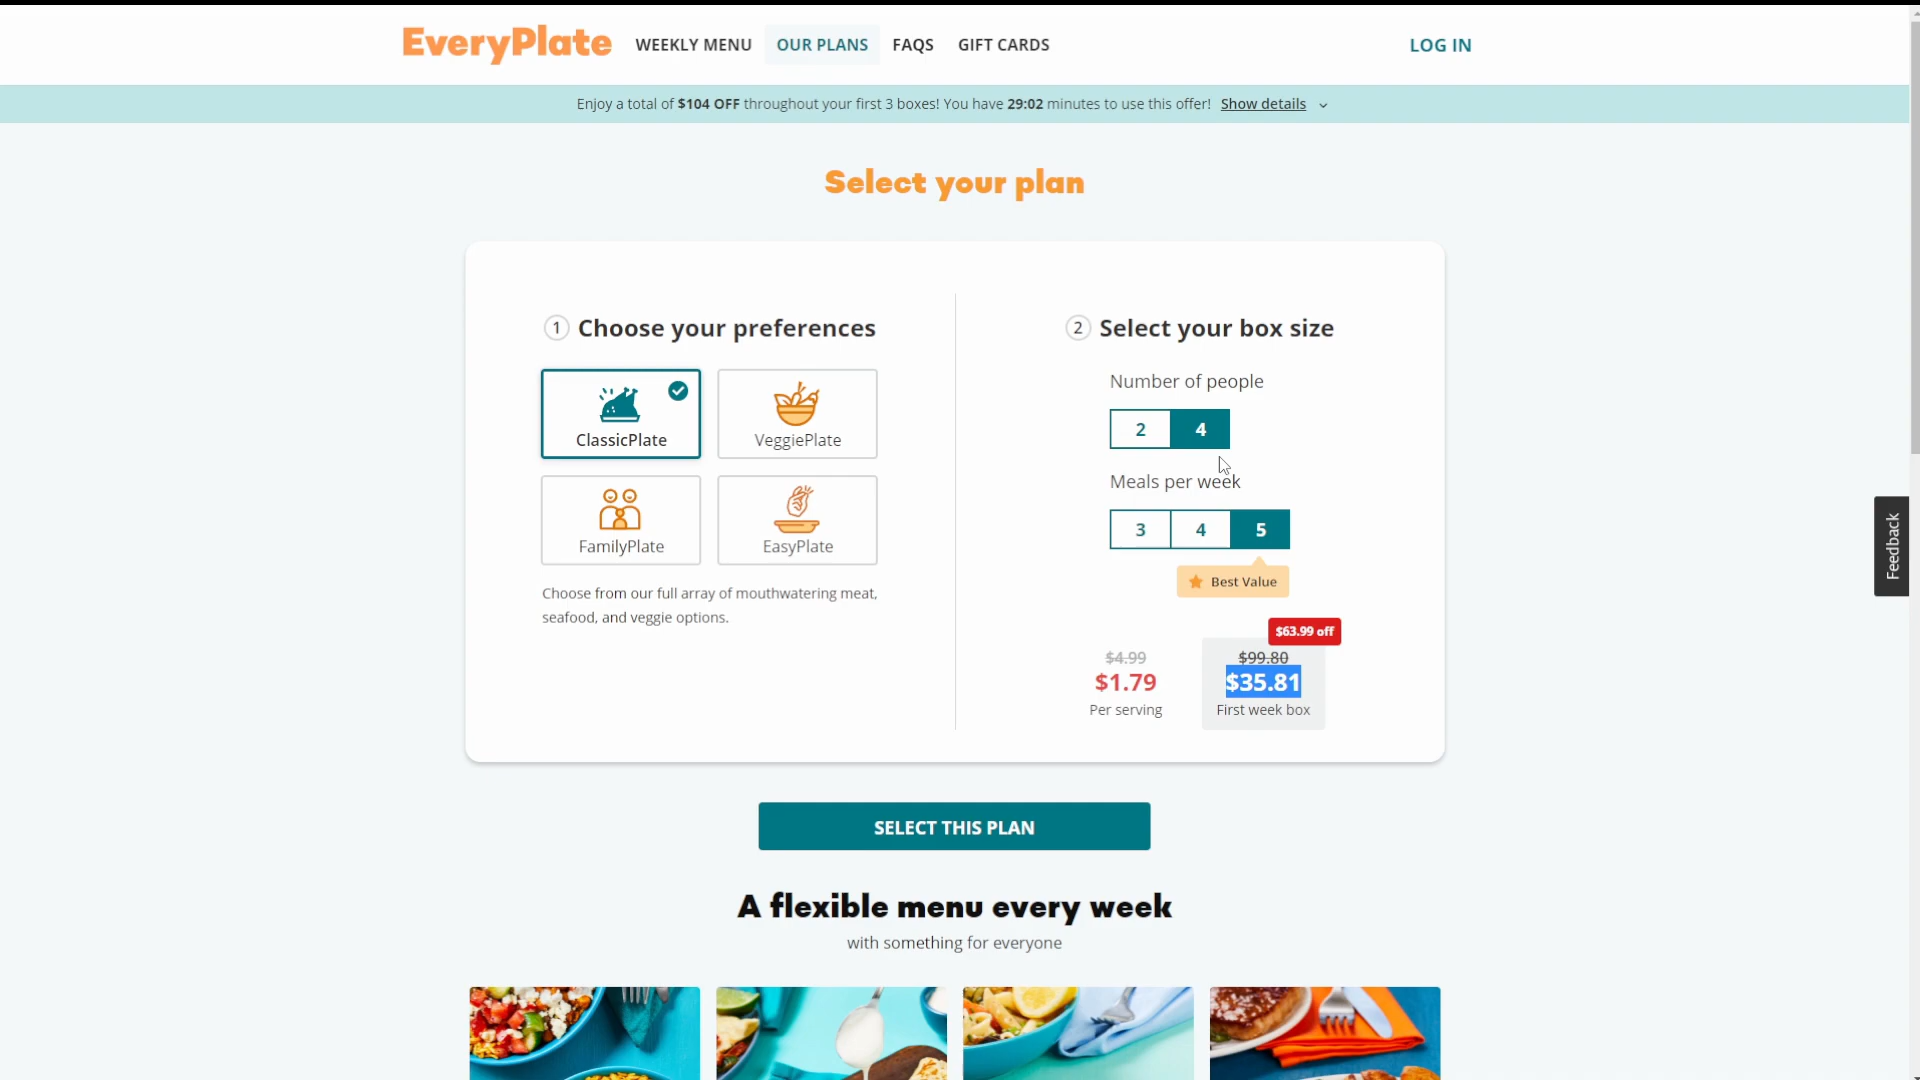 EveryPlate
WEEKLY MENU
OUR PLANS
FAQS
GIFT CARDS
LOG IN
Enjoy a total of $104 OFF throughout your first 3 boxes! You have 29:02 minutes to use this offer! Show details
Select your plan
1 Choose your preferences
ClassicPlate
VeggiePlate
FamilyPlate
EasyPlate
Choose from our full array of mouthwatering meat,
seafood, and veggie options.
2 Select your box size
Number of people
2 4
Meals per week
3 4 5
Best Value
$63.99 off
$4.99
$1.79
Per serving
$99.80
$35.81
First week box
SELECT THIS PLAN
A flexible menu every week
with something for everyone
Feedback